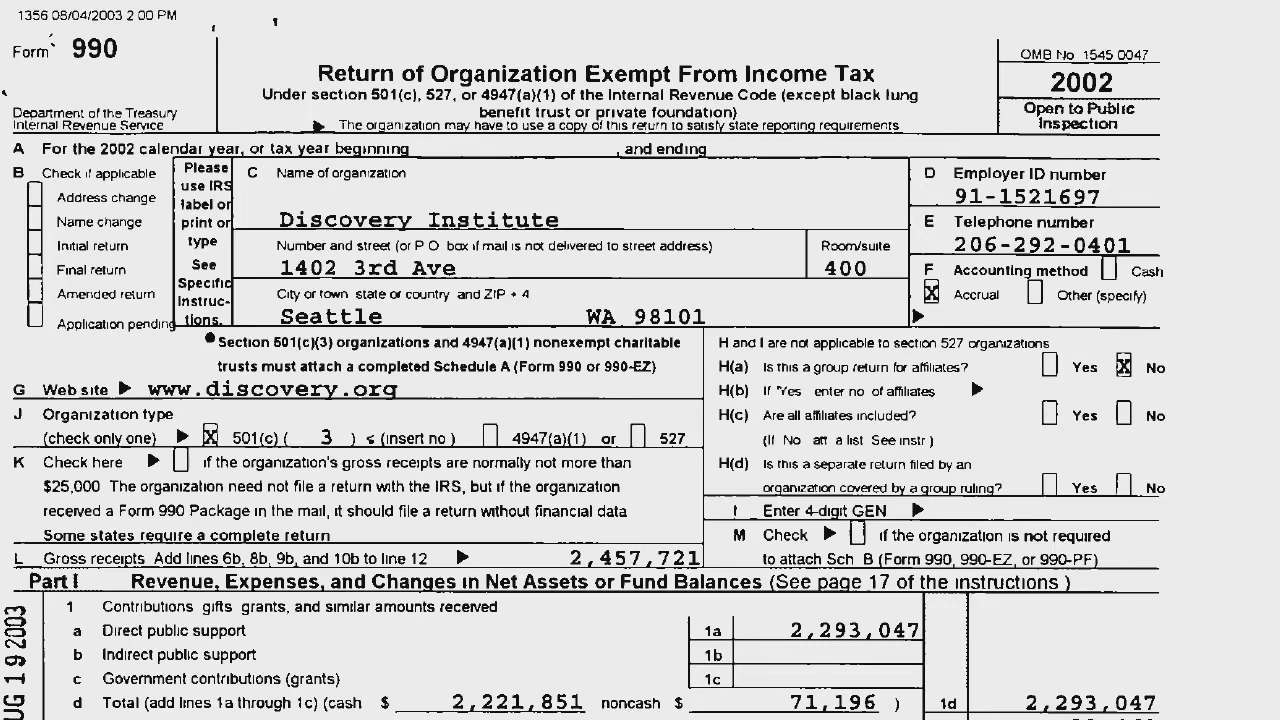 1356 08/04/2003 2 00 PM
Form 990
OMB No 1545 0047
Return of Organization Exempt From Income Tax
2002
Under section 501(c), 527, or 4947(a)(1) of the Internal Revenue Code (except black lung
benefit trust or private foundation)
Open to Public
Inspection
Department of the Treasury
Internal Revenue Service
▶ The organization may have to use a copy of this return to satisfy state reporting requirements
A For the 2002 calendar year, or tax year beginning , and ending
B Check if applicable
Address change
Name change
Initial return
Final return
Amended return
Application pending
Please
use IRS
label or
print or
type
See
Specific
Instruc-
tions.
C Name of organization
Discovery Institute
Number and street (or P O box if mail is not delivered to street address)
Room/suite
1402 3rd Ave 400
City or town state or country and ZIP + 4
Seattle WA 98101
D Employer ID number
91-1521697
E Telephone number
206-292-0401
F Accounting method Cash
X Accrual Other (specify)
▶
● Section 501(c)(3) organizations and 4947(a)(1) nonexempt charitable
trusts must attach a completed Schedule A (Form 990 or 990-EZ)
G Web site ▶ www.discovery.org
J Organization type
(check only one) ▶ X 501(c) ( 3 ) ≤ (insert no ) 4947(a)(1) or 527
K Check here ▶ if the organization's gross receipts are normally not more than
$25,000 The organization need not file a return with the IRS, but if the organization
received a Form 990 Package in the mail, it should file a return without financial data
Some states require a complete return
L Gross receipts Add lines 6b, 8b, 9b, and 10b to line 12 ▶ 2,457,721
H and I are not applicable to section 527 organizations
H(a) Is this a group return for affiliates? Yes X No
H(b) If "Yes enter no of affiliates ▶
H(c) Are all affiliates included? Yes No
(If No att a list See instr )
H(d) Is this a separate return filed by an
organization covered by a group ruling? Yes No
I Enter 4-digit GEN ▶
M Check ▶ if the organization is not required
to attach Sch B (Form 990, 990-EZ, or 990-PF)
Part I Revenue, Expenses, and Changes in Net Assets or Fund Balances (See page 17 of the instructions )
1 Contributions gifts grants, and similar amounts received
a Direct public support 1a 2,293,047
b Indirect public support 1b
c Government contributions (grants) 1c
d Total (add lines 1a through 1c) (cash $ 2,221,851 noncash $ 71,196 ) 1d 2,293,047
UG 19 2003